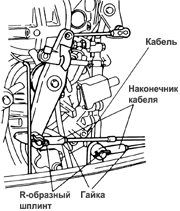 Кабель
Наконечник
кабеля
R-образный
шплинт
Гайка